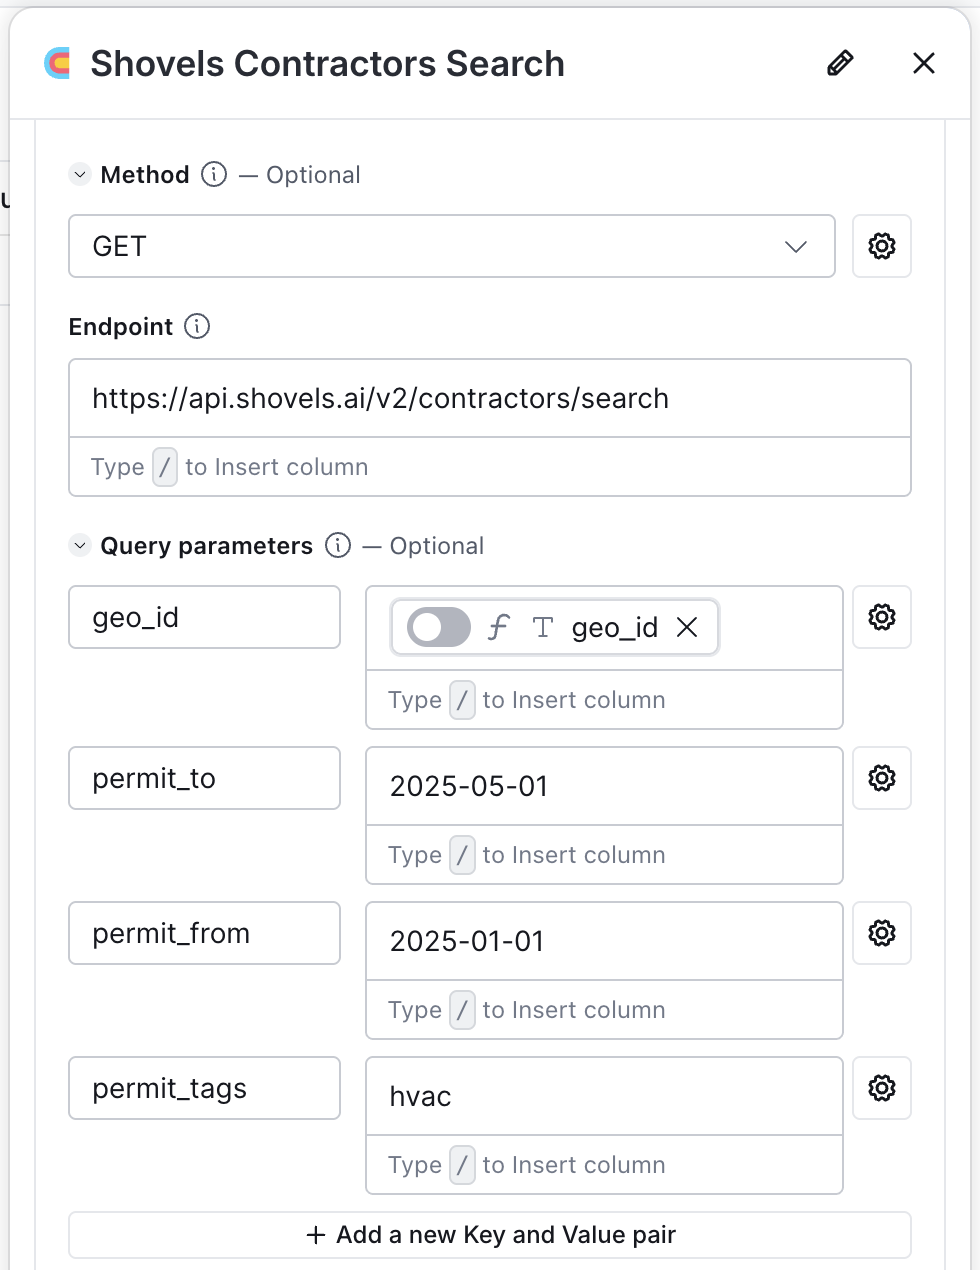 Shovels Contractors Search
Method — Optional
GET
Endpoint
https://api.shovels.ai/v2/contractors/search
Type / to Insert column
Query parameters — Optional
geo_id
f T geo_id
Type / to Insert column
permit_to
2025-05-01
Type / to Insert column
permit_from
2025-01-01
Type / to Insert column
permit_tags
hvac
Type / to Insert column
+ Add a new Key and Value pair